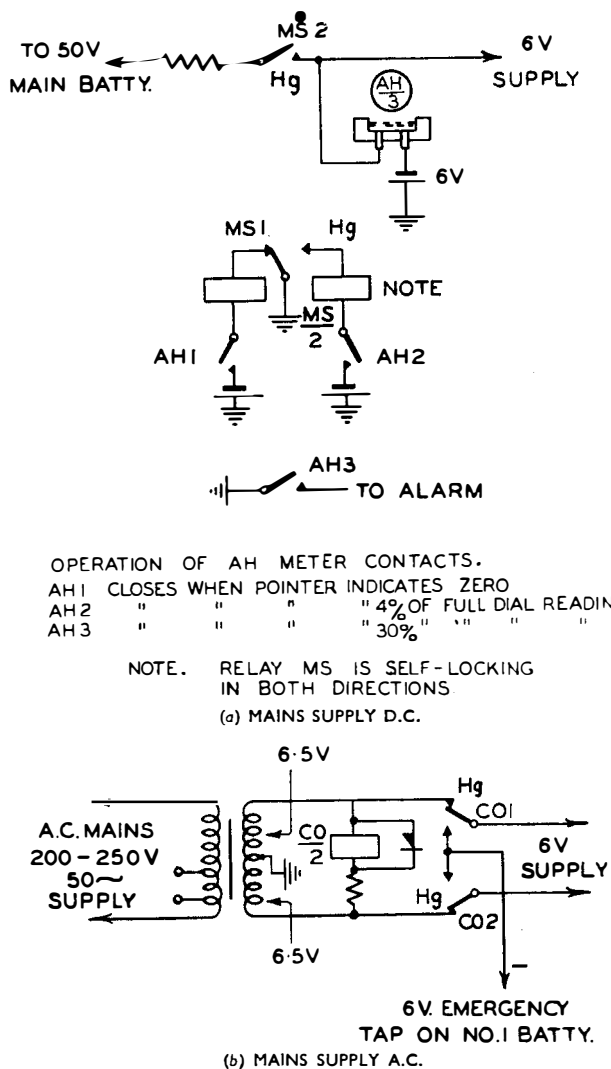 MS 2
TO 50V
MAIN BATTY.
Hg
6V
SUPPLY
AH
3
6V
MS1
Hg
NOTE
MS
2
AH1
AH2
AH3
TO ALARM
OPERATION OF AH METER CONTACTS.
AH1 CLOSES WHEN POINTER INDICATES ZERO
AH2 " " " " 4% OF FULL DIAL READIN
AH3 " " " " 30% " " " "
NOTE. RELAY MS IS SELF-LOCKING
IN BOTH DIRECTIONS
(a) MAINS SUPPLY D.C.
6·5V
Hg
CO1
A.C. MAINS
200-250V
50~
SUPPLY
CO
2
6V
SUPPLY
Hg
CO2
6·5V
6V. EMERGENCY
TAP ON NO.1 BATTY.
(b) MAINS SUPPLY A.C.